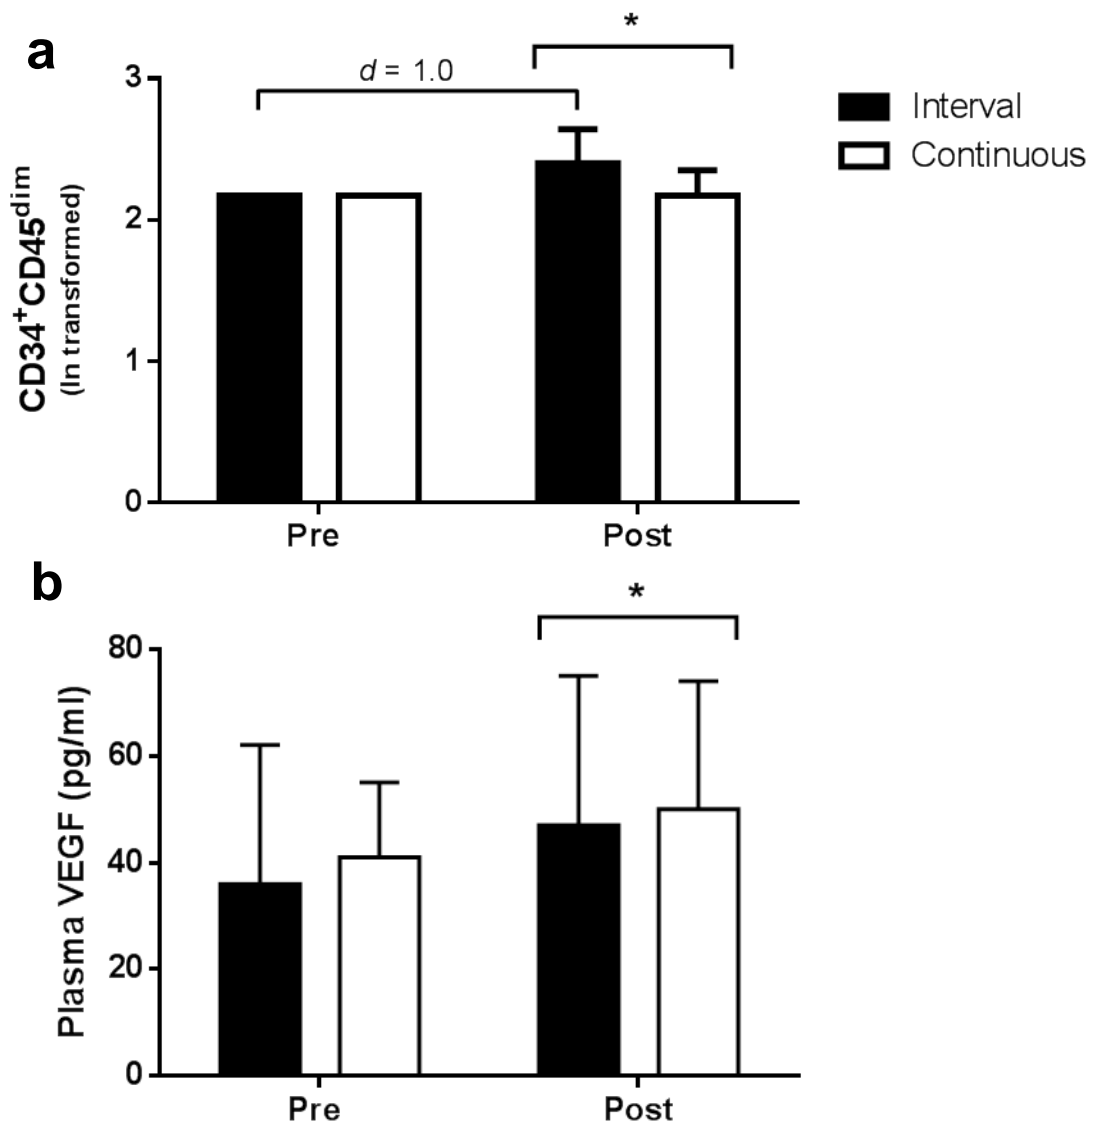 a
*
d = 1.0
Interval
Continuous
CD34+CD45dim
(ln transformed)
3
2
1
0
Pre
Post
b
*
Plasma VEGF (pg/ml)
80
60
40
20
0
Pre
Post